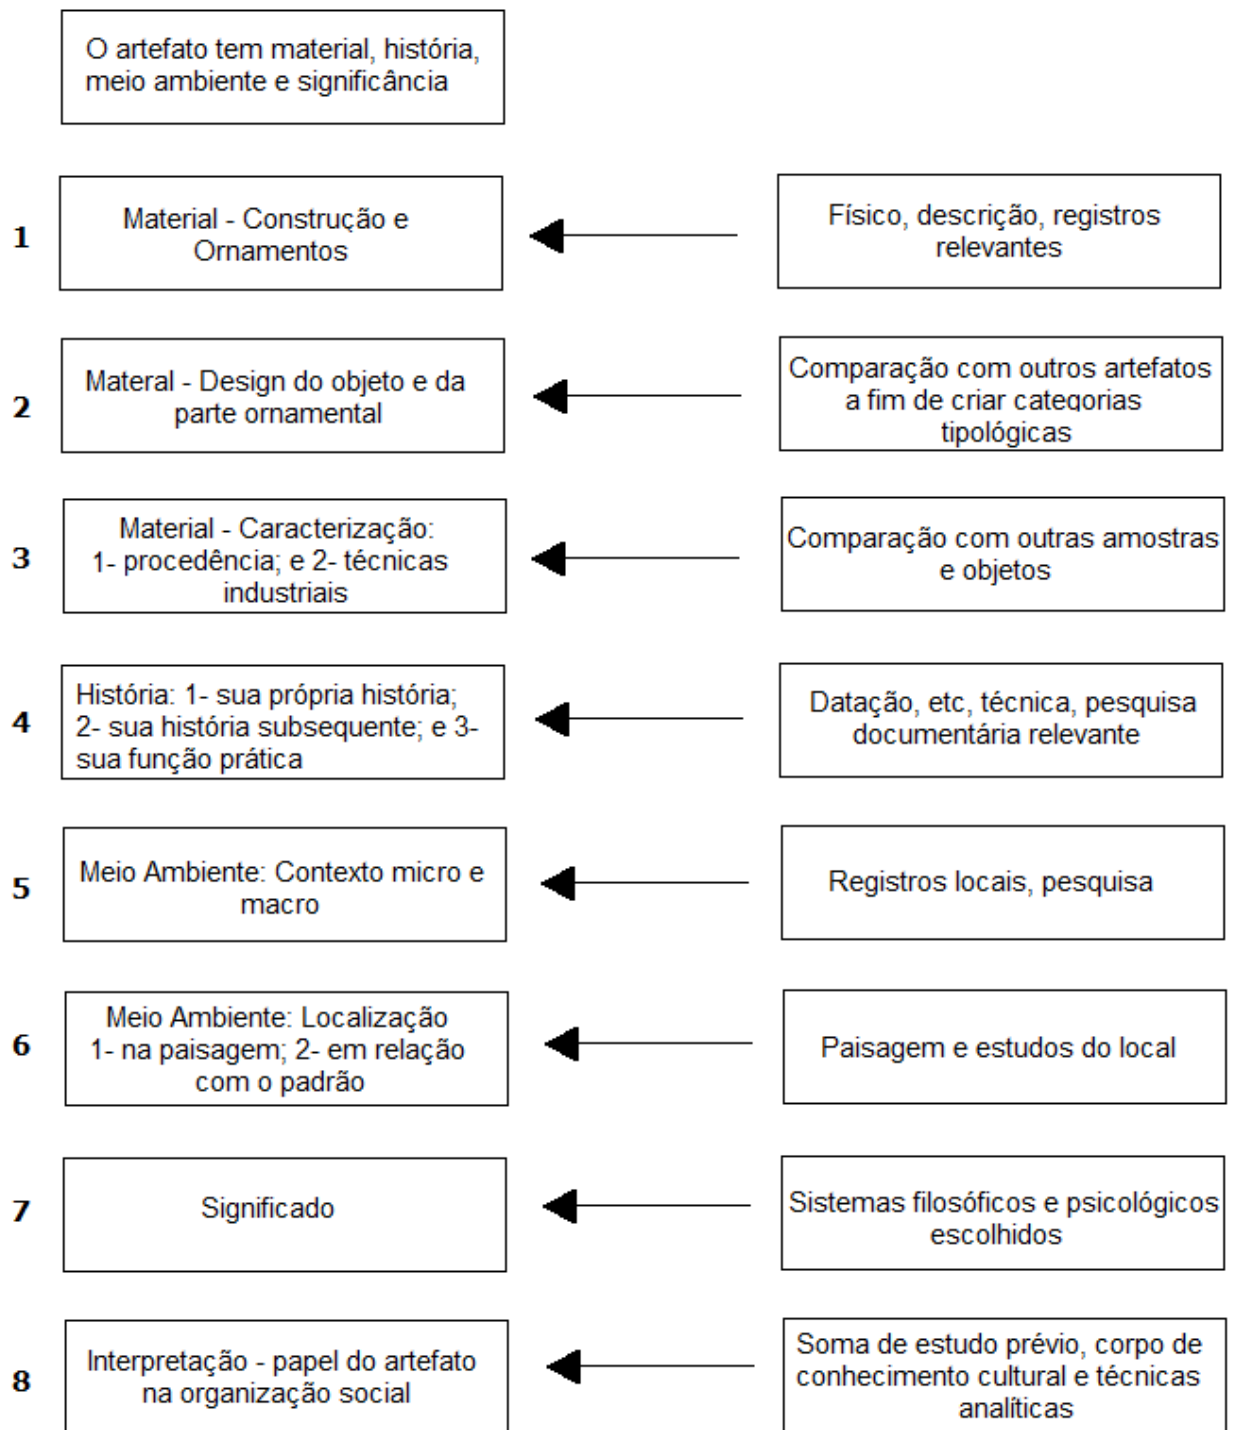 O artefato tem material, história,
meio ambiente e significância
1
Material - Construção e
Ornamentos
Físico, descrição, registros
relevantes
2
Materal - Design do objeto e da
parte ornamental
Comparação com outros artefatos
a fim de criar categorias
tipológicas
3
Material - Caracterização:
1- procedência; e 2- técnicas
industriais
Comparação com outras amostras
e objetos
4
História: 1- sua própria história;
2- sua história subsequente; e 3-
sua função prática
Datação, etc, técnica, pesquisa
documentária relevante
5
Meio Ambiente: Contexto micro e
macro
Registros locais, pesquisa
6
Meio Ambiente: Localização
1- na paisagem; 2- em relação
com o padrão
Paisagem e estudos do local
7
Significado
Sistemas filosóficos e psicológicos
escolhidos
8
Interpretação - papel do artefato
na organização social
Soma de estudo prévio, corpo de
conhecimento cultural e técnicas
analíticas